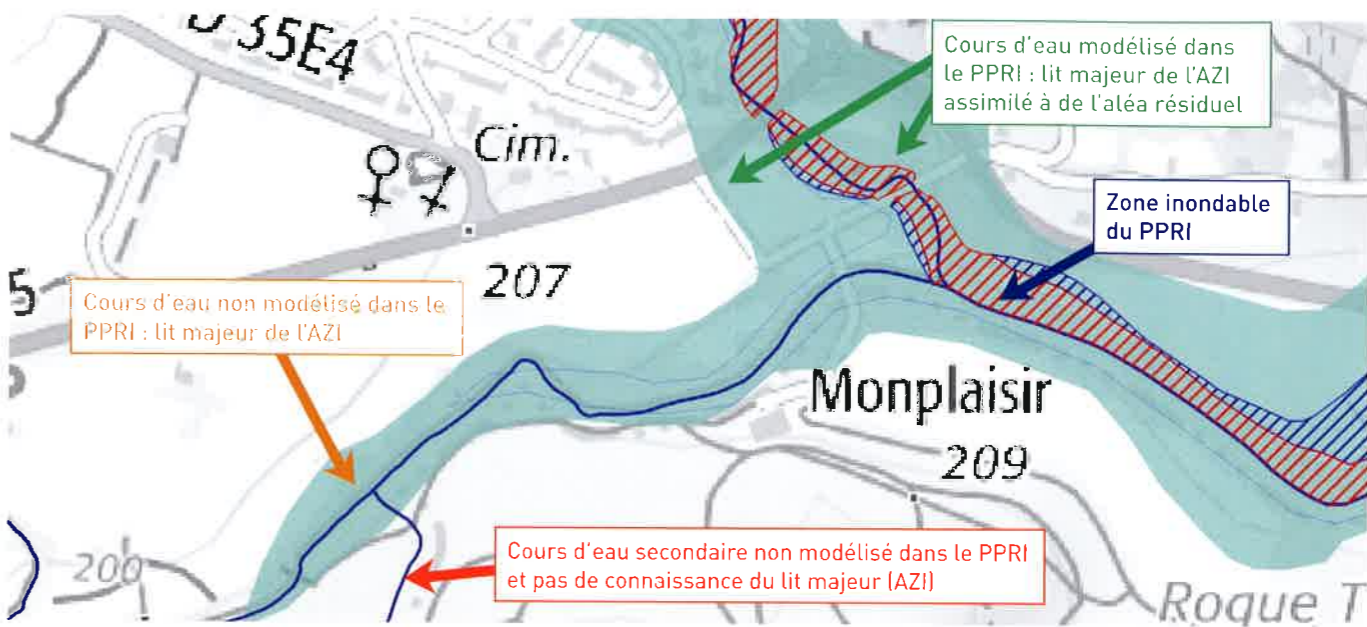 D 35E4
Cours d'eau modélisé dans
le PPRI : lit majeur de l'AZI
assimilé à de l'aléa résiduel
Cim.
Zone inondable
du PPRI
207
5
Cours d'eau non modélisé dans le
PPRI : lit majeur de l'AZI
Monplaisir
209
Cours d'eau secondaire non modélisé dans le PPRI
et pas de connaissance du lit majeur (AZI)
200
Roque T